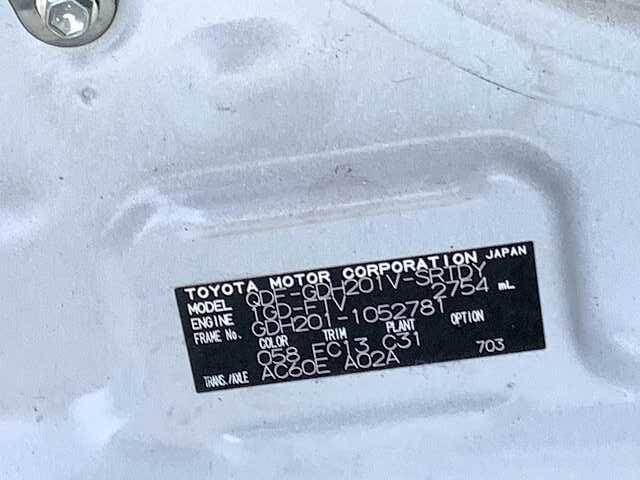 TOYOTA MOTOR CORPORATION JAPAN
MODEL QDF-GDH201V-SRTDY
ENGINE 1GD-FTV 2754 mL
FRAME No. GDH201-1052781
COLOR TRIM PLANT OPTION
058 EC13 C31 703
TRANS./AXLE AC60E A02A